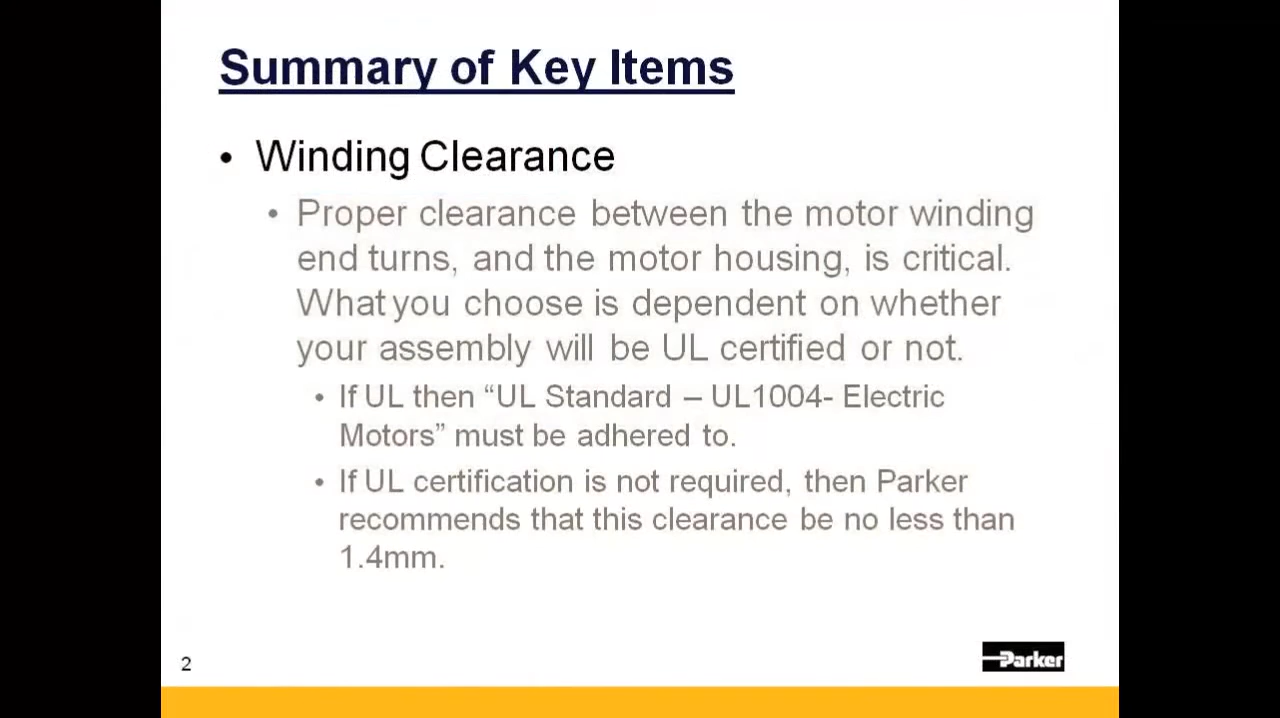 Summary of Key Items
• Winding Clearance
• Proper clearance between the motor winding
end turns, and the motor housing, is critical.
What you choose is dependent on whether
your assembly will be UL certified or not.
• If UL then “UL Standard – UL1004- Electric
Motors” must be adhered to.
• If UL certification is not required, then Parker
recommends that this clearance be no less than
1.4mm.
2
Parker